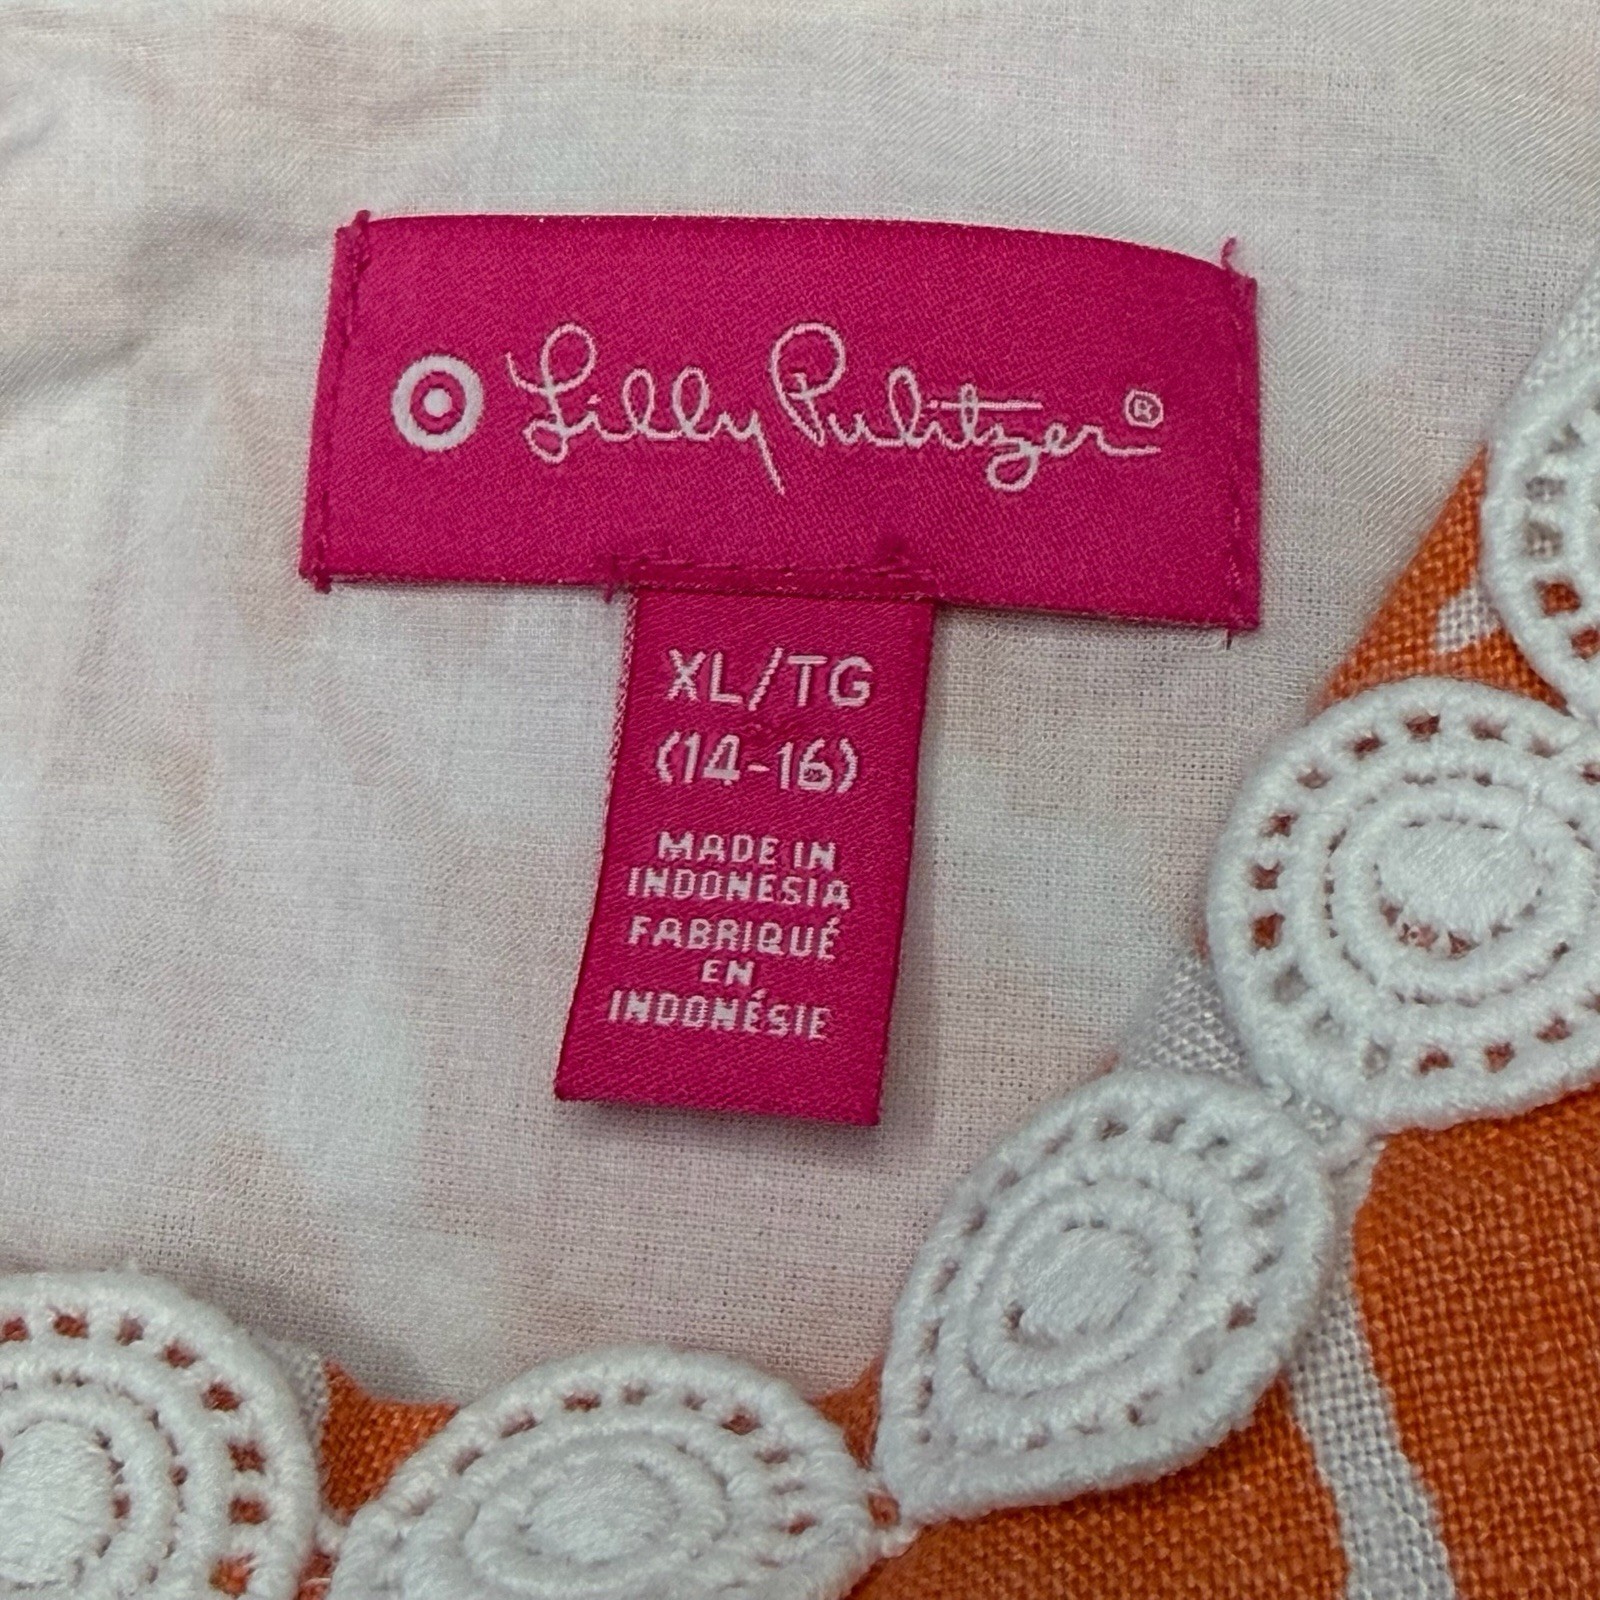 Lilly Pulitzer®
XL/TG
(14-16)
MADE IN
INDONESIA
FABRIQUÉ
EN
INDONÉSIE